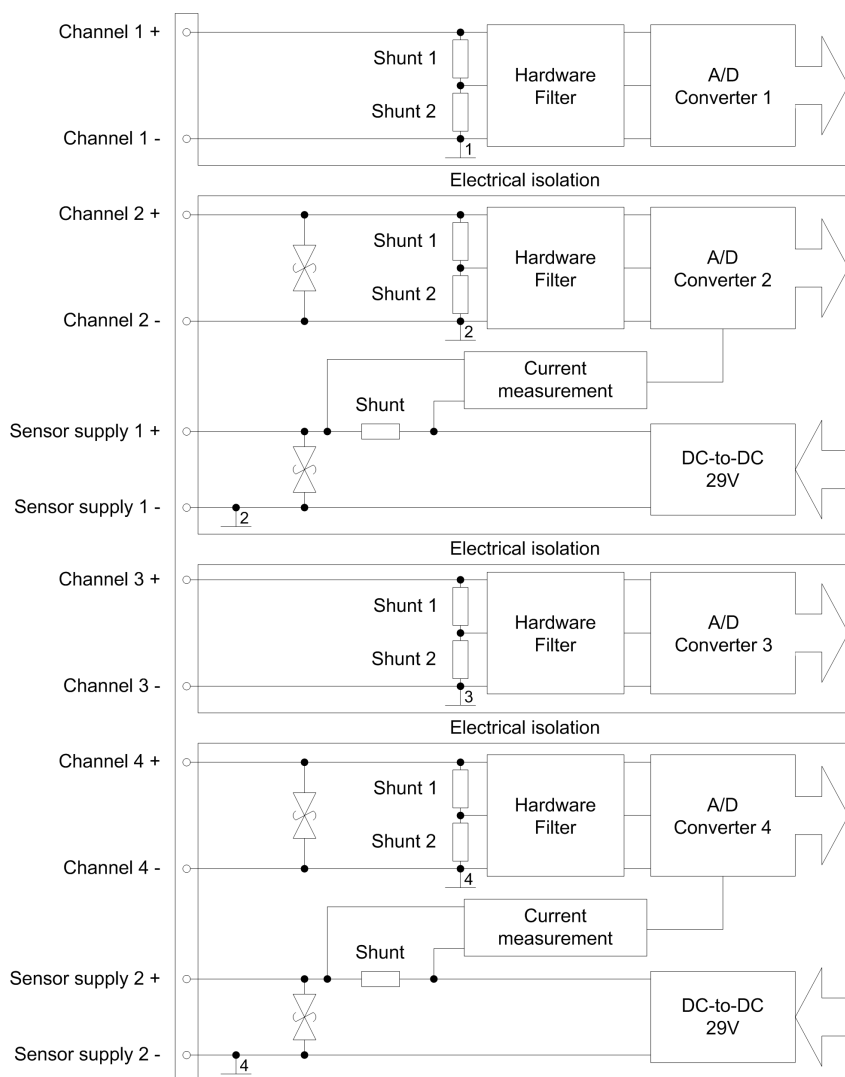 Channel 1 +
Shunt 1
Hardware
Filter
A/D
Converter 1
Shunt 2
Channel 1 -
1
Electrical isolation
Channel 2 +
Shunt 1
Hardware
Filter
A/D
Converter 2
Shunt 2
Channel 2 -
2
Current
measurement
Shunt
Sensor supply 1 +
DC-to-DC
29V
Sensor supply 1 -
2
Electrical isolation
Channel 3 +
Shunt 1
Hardware
Filter
A/D
Converter 3
Shunt 2
Channel 3 -
3
Electrical isolation
Channel 4 +
Shunt 1
Hardware
Filter
A/D
Converter 4
Shunt 2
Channel 4 -
4
Current
measurement
Shunt
Sensor supply 2 +
DC-to-DC
29V
Sensor supply 2 -
4